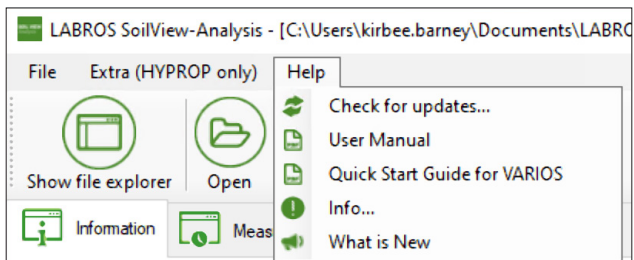 LABROS SoilView-Analysis - [C:\Users\kirbee.barney\Documents\LABRO
File Extra (HYPROP only) Help
Check for updates...
User Manual
Quick Start Guide for VARIOS
Info...
What is New
Show file explorer Open
Information Meas